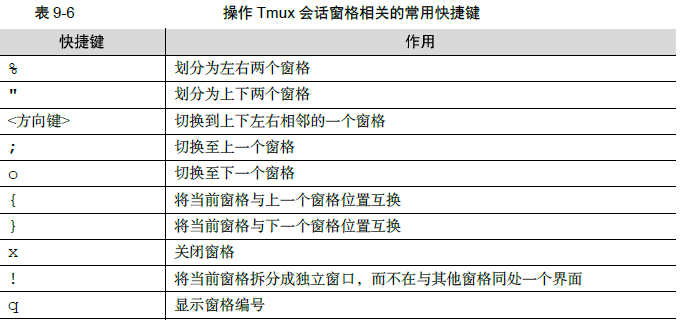 表 9-6 操作 Tmux 会话窗格相关的常用快捷键
快捷键 作用
% 划分为左右两个窗格
" 划分为上下两个窗格
<方向键> 切换到上下左右相邻的一个窗格
; 切换至上一个窗格
o 切换至下一个窗格
{ 将当前窗格与上一个窗格位置互换
} 将当前窗格与下一个窗格位置互换
x 关闭窗格
! 将当前窗格拆分成独立窗口，而不在与其他窗格同处一个界面
q 显示窗格编号